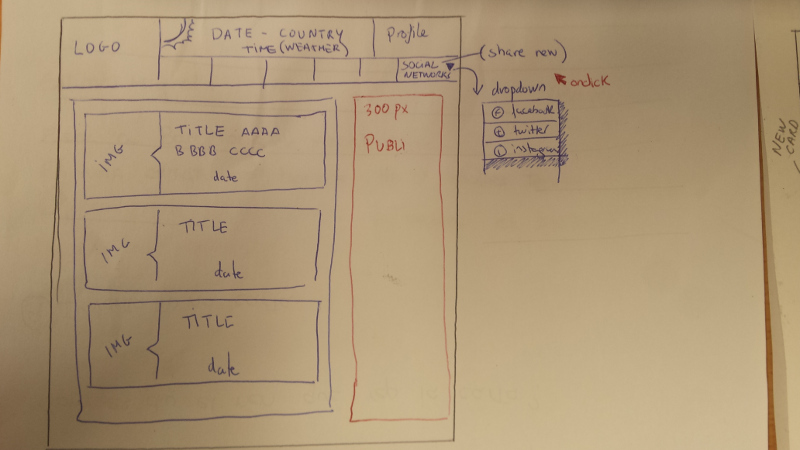 LOGO
DATE - COUNTRY
TIME (WEATHER)
Profile
SOCIAL
NETWORKS
(share new)
onclick
dropdown
facebook
twitter
instagram
300 px
PUBLI
IMG
TITLE AAAA
BBBB CCCC
date
IMG
TITLE
date
IMG
TITLE
date
NEW
CARD